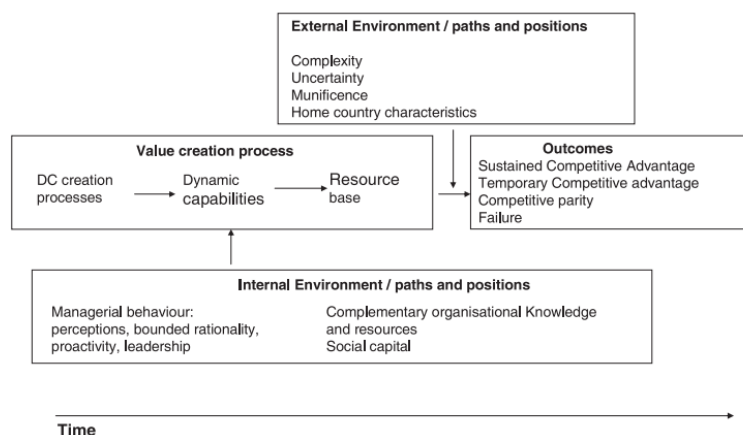 External Environment / paths and positions
Complexity
Uncertainty
Munificence
Home country characteristics
Value creation process
DC creation
processes
Dynamic
capabilities
Resource
base
Outcomes
Sustained Competitive Advantage
Temporary Competitive advantage
Competitive parity
Failure
Internal Environment / paths and positions
Managerial behaviour:
perceptions, bounded rationality,
proactivity, leadership
Complementary organisational Knowledge
and resources
Social capital
Time